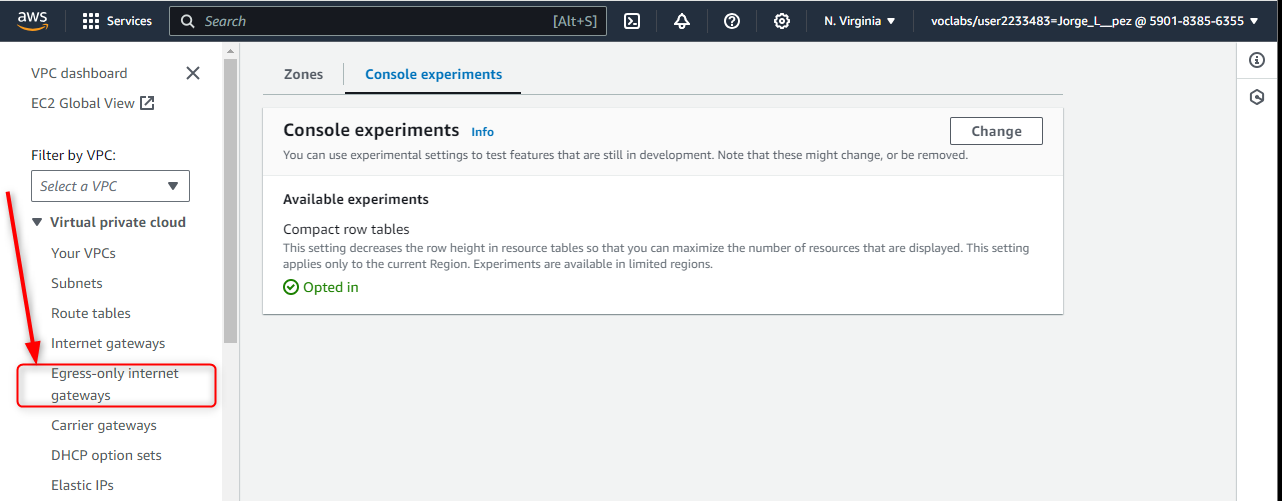 aws
Services
Search
[Alt+S]
N. Virginia
voclabs/user2233483=Jorge_L__pez @ 5901-8385-6355
VPC dashboard
EC2 Global View
Filter by VPC:
Select a VPC
Virtual private cloud
Your VPCs
Subnets
Route tables
Internet gateways
Egress-only internet
gateways
Carrier gateways
DHCP option sets
Elastic IPs
Zones
Console experiments
Console experiments
Info
Change
You can use experimental settings to test features that are still in development. Note that these might change, or be removed.
Available experiments
Compact row tables
This setting decreases the row height in resource tables so that you can maximize the number of resources that are displayed. This setting
applies only to the current Region. Experiments are available in limited regions.
Opted in